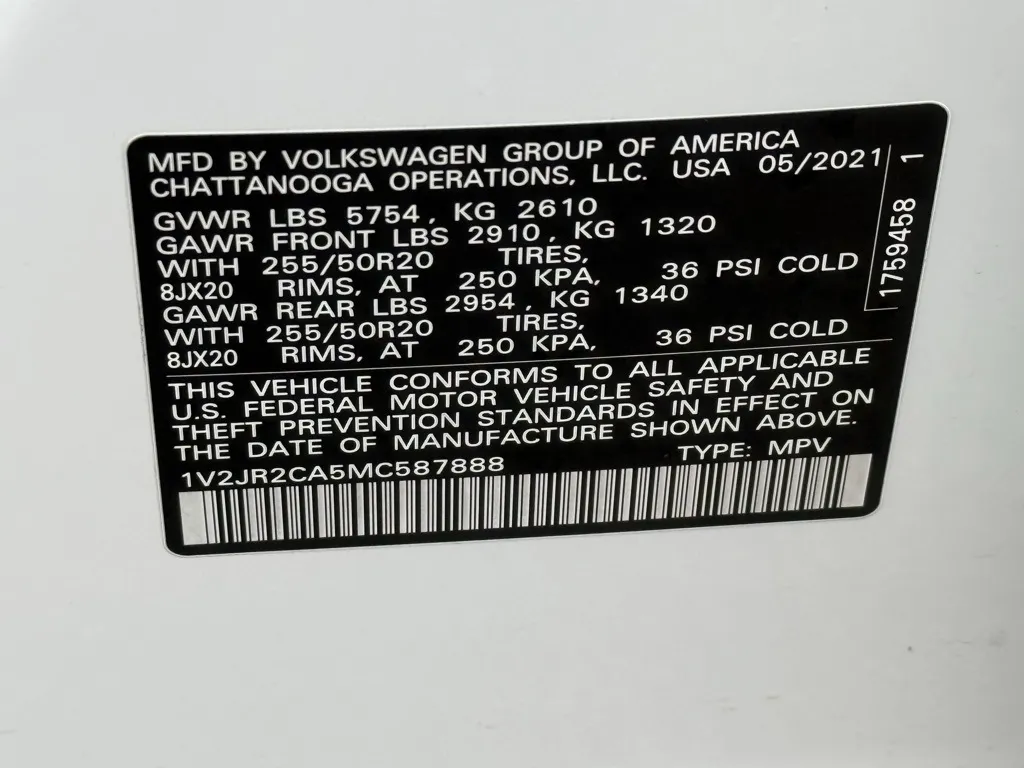 MFD BY VOLKSWAGEN GROUP OF AMERICA
CHATTANOOGA OPERATIONS, LLC. USA 05/2021
GVWR LBS 5754, KG 2610
GAWR FRONT LBS 2910, KG 1320
WITH 255/50R20 TIRES,
8JX20 RIMS, AT 250 KPA, 36 PSI COLD
GAWR REAR LBS 2954, KG 1340
WITH 255/50R20 TIRES,
8JX20 RIMS, AT 250 KPA, 36 PSI COLD
THIS VEHICLE CONFORMS TO ALL APPLICABLE
U.S. FEDERAL MOTOR VEHICLE SAFETY AND
THEFT PREVENTION STANDARDS IN EFFECT ON
THE DATE OF MANUFACTURE SHOWN ABOVE.
1V2JR2CA5MC587888 TYPE: MPV
1759458 1